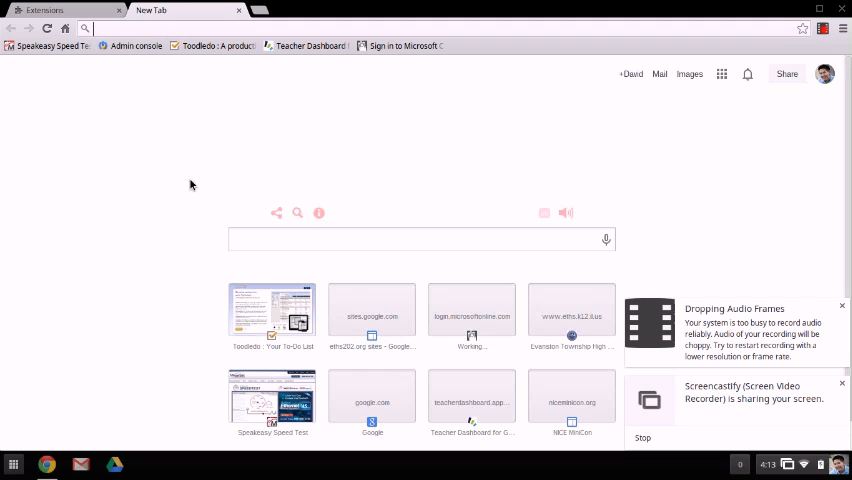 Extensions
New Tab
Speakeasy Speed Te
Admin console
Toodledo : A product
Teacher Dashboard f
Sign in to Microsoft C
+David
Mail
Images
Share
sites.google.com
login.microsoftonline.com
www.eths.k12.il.us
Toodledo : Your To-Do List
eths202.org sites - Google...
Working...
Evanston Township High ...
google.com
teacherdashboard.app...
niceminicon.org
Speakeasy Speed Test
Google
Teacher Dashboard for G...
NICE MiniCon
Dropping Audio Frames
Your system is too busy to record audio
reliably. Audio of your recording will be
choppy. Try to restart recording with a
lower resolution or frame rate.
Screencastify (Screen Video
Recorder) is sharing your screen.
Stop
0
4:13